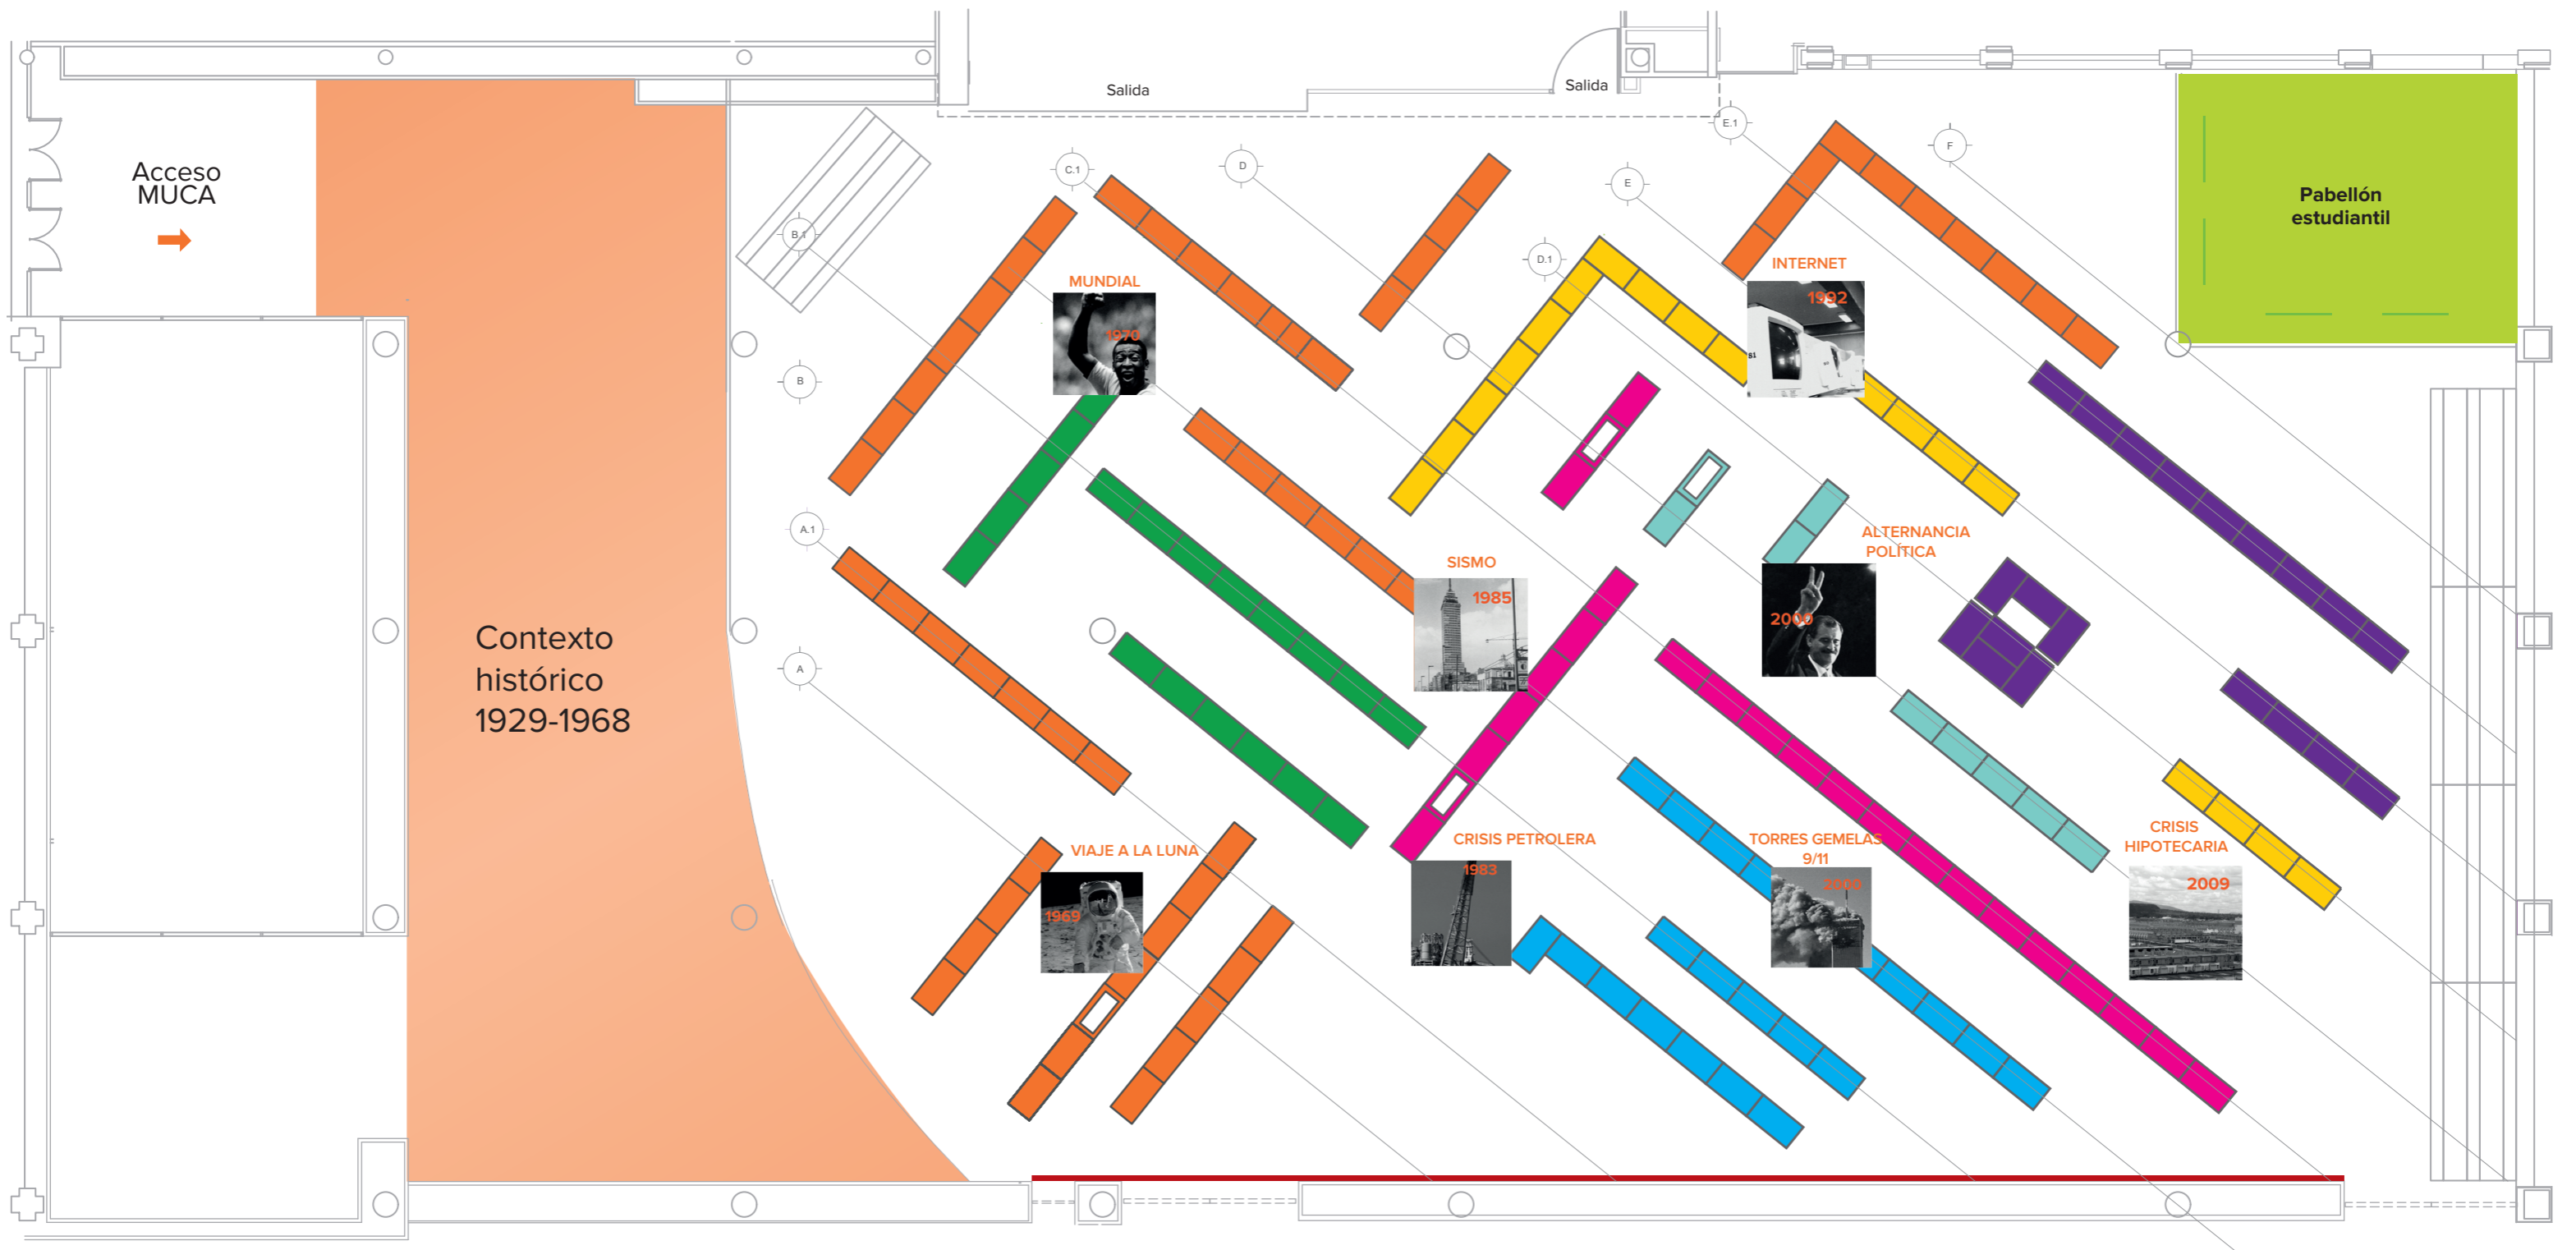 Salida
Salida
Acceso
MUCA
Contexto
histórico
1929-1968
Pabellón
estudiantil
E.1
F
C.1
D
E
B.1
D.1
B
A.1
A
MUNDIAL
1970
INTERNET
1992
81
SISMO
1985
ALTERNANCIA
POLÍTICA
2000
VIAJE A LA LUNA
1969
CRISIS PETROLERA
1983
TORRES GEMELAS
9/11
2000
CRISIS
HIPOTECARIA
2009